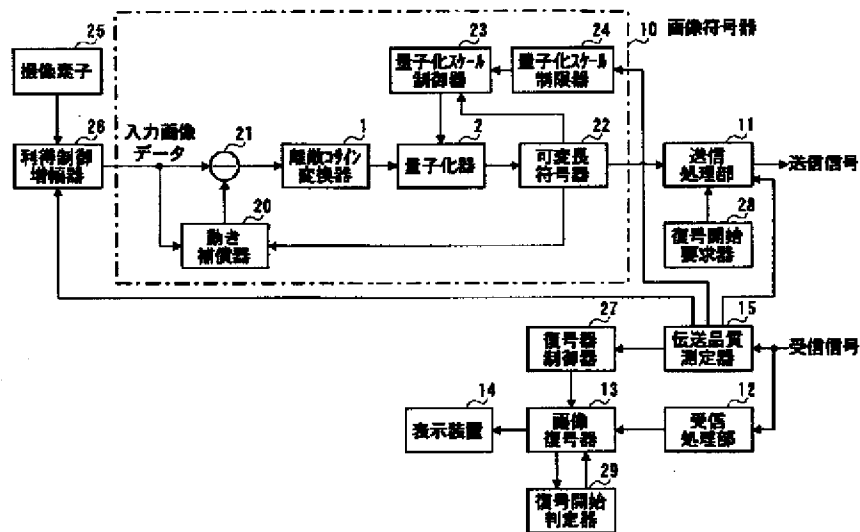 25
撮像素子
26
利得制御
増幅器
入力画像
データ
21
1
離散コサイン
変換器
2
量子化器
22
可変長
符号器
23
量子化スケール
制御器
24
量子化スケール
制限器
10
画像符号器
11
送信
処理部
送信信号
20
動き
補償器
28
復号開始
要求器
27
復号器
制御器
15
伝送品質
測定器
受信信号
14
表示装置
13
画像
復号器
12
受信
処理部
29
復号開始
判定器